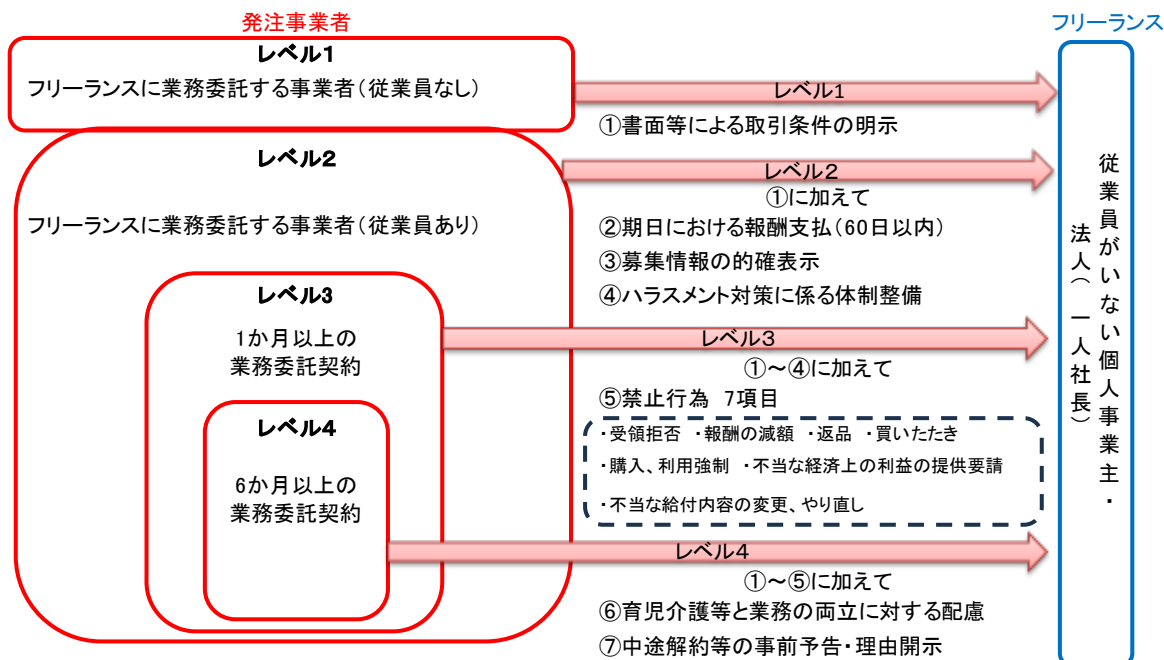 発注事業者
フリーランス
レベル1
フリーランスに業務委託する事業者(従業員なし)
レベル1
①書面等による取引条件の明示
レベル2
フリーランスに業務委託する事業者(従業員あり)
レベル2
①に加えて
②期日における報酬支払(60日以内)
③募集情報の的確表示
④ハラスメント対策に係る体制整備
レベル3
1か月以上の
業務委託契約
レベル3
①～④に加えて
⑤禁止行為 7項目
・受領拒否 ・報酬の減額 ・返品 ・買いたたき
・購入、利用強制 ・不当な経済上の利益の提供要請
・不当な給付内容の変更、やり直し
レベル4
6か月以上の
業務委託契約
レベル4
①～⑤に加えて
⑥育児介護等と業務の両立に対する配慮
⑦中途解約等の事前予告・理由開示
従業員がいない個人事業主・
法人(一人社長)